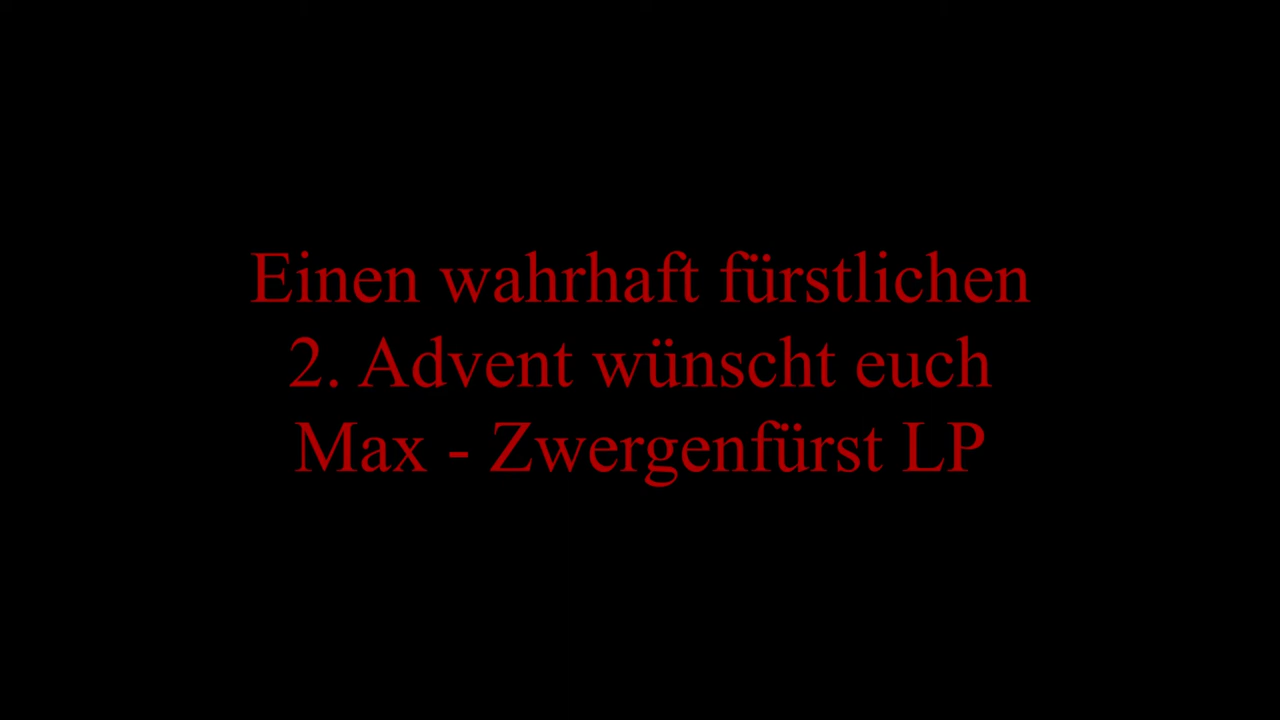 Einen wahrhaft fürstlichen
2. Advent wünscht euch
Max - Zwergenfürst LP